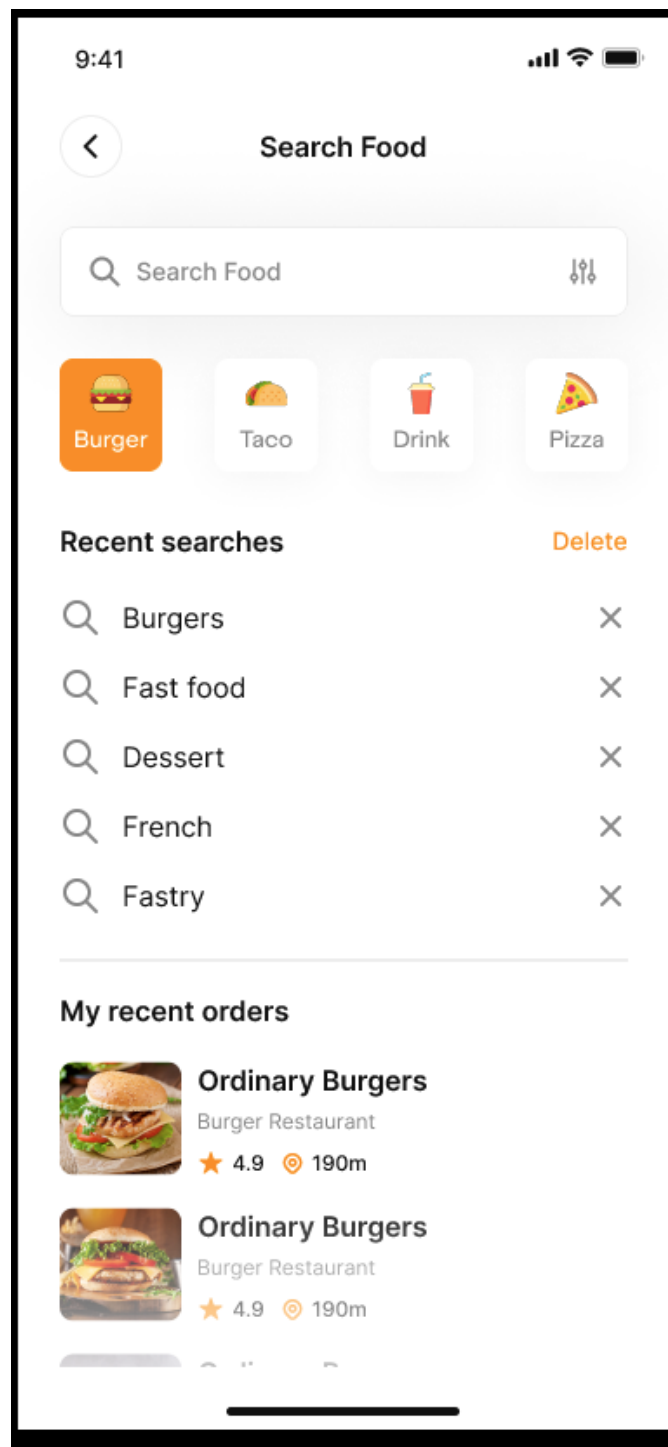 9:41
Search Food
Search Food
Burger
Taco
Drink
Pizza
Recent searches
Delete
Burgers
Fast food
Dessert
French
Fastry
My recent orders
Ordinary Burgers
Burger Restaurant
4.9 190m
Ordinary Burgers
Burger Restaurant
4.9 190m